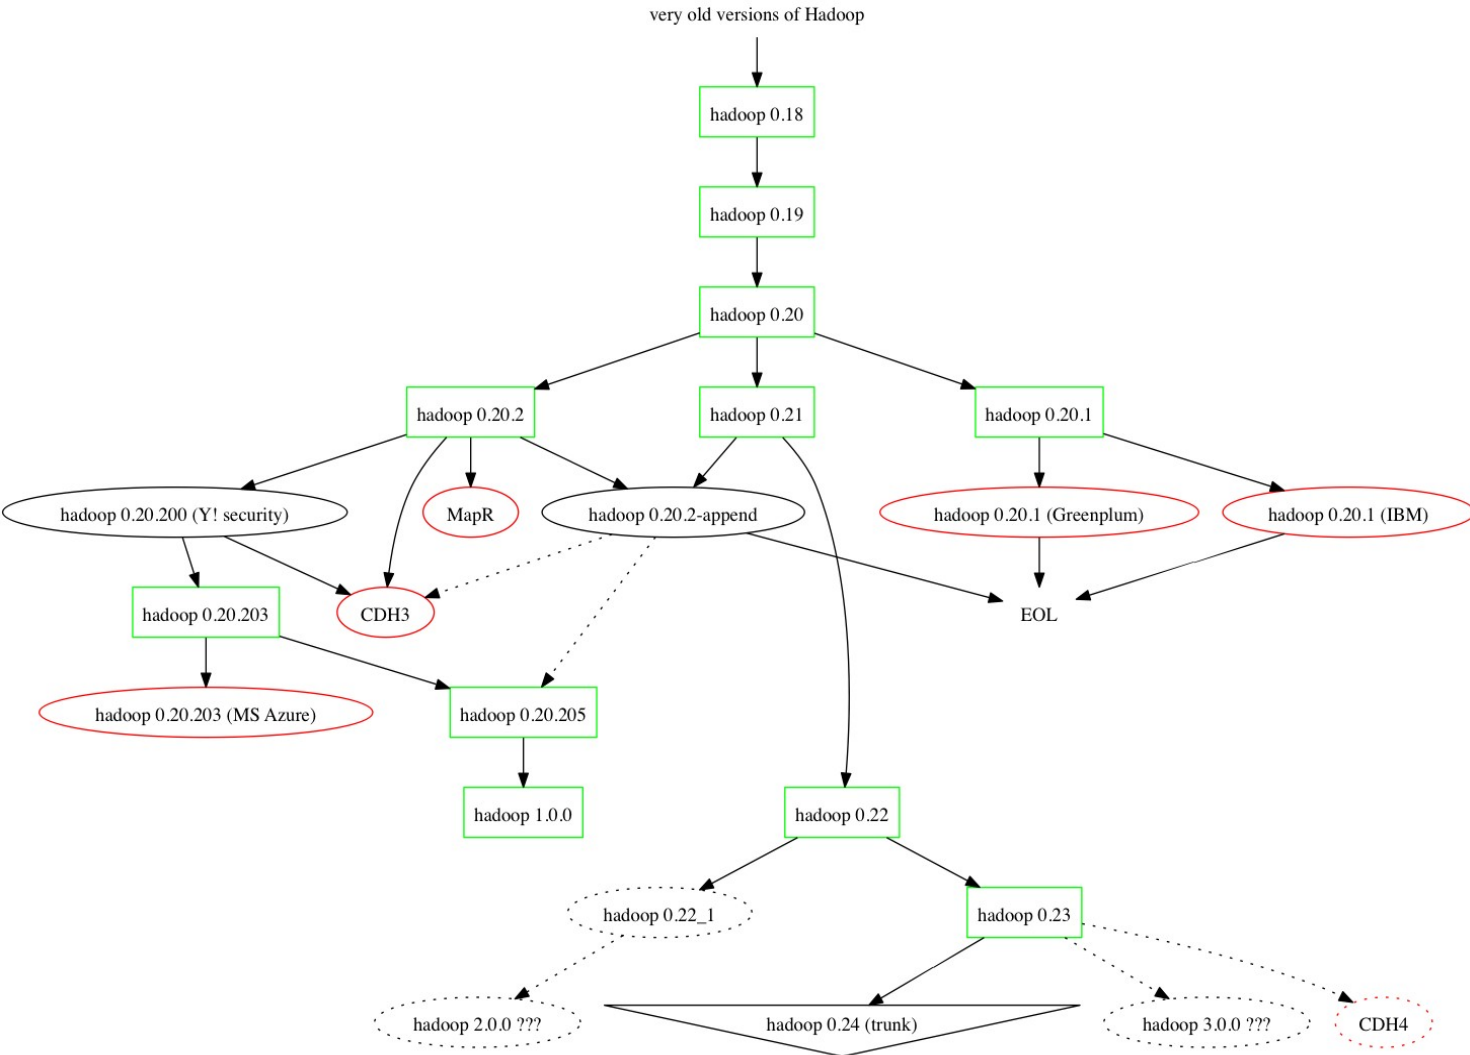 very old versions of Hadoop
hadoop 0.18
hadoop 0.19
hadoop 0.20
hadoop 0.20.2
hadoop 0.21
hadoop 0.20.1
hadoop 0.20.200 (Y! security)
MapR
hadoop 0.20.2-append
hadoop 0.20.1 (Greenplum)
hadoop 0.20.1 (IBM)
hadoop 0.20.203
CDH3
EOL
hadoop 0.20.203 (MS Azure)
hadoop 0.20.205
hadoop 1.0.0
hadoop 0.22
hadoop 0.22_1
hadoop 0.23
hadoop 2.0.0 ???
hadoop 0.24 (trunk)
hadoop 3.0.0 ???
CDH4